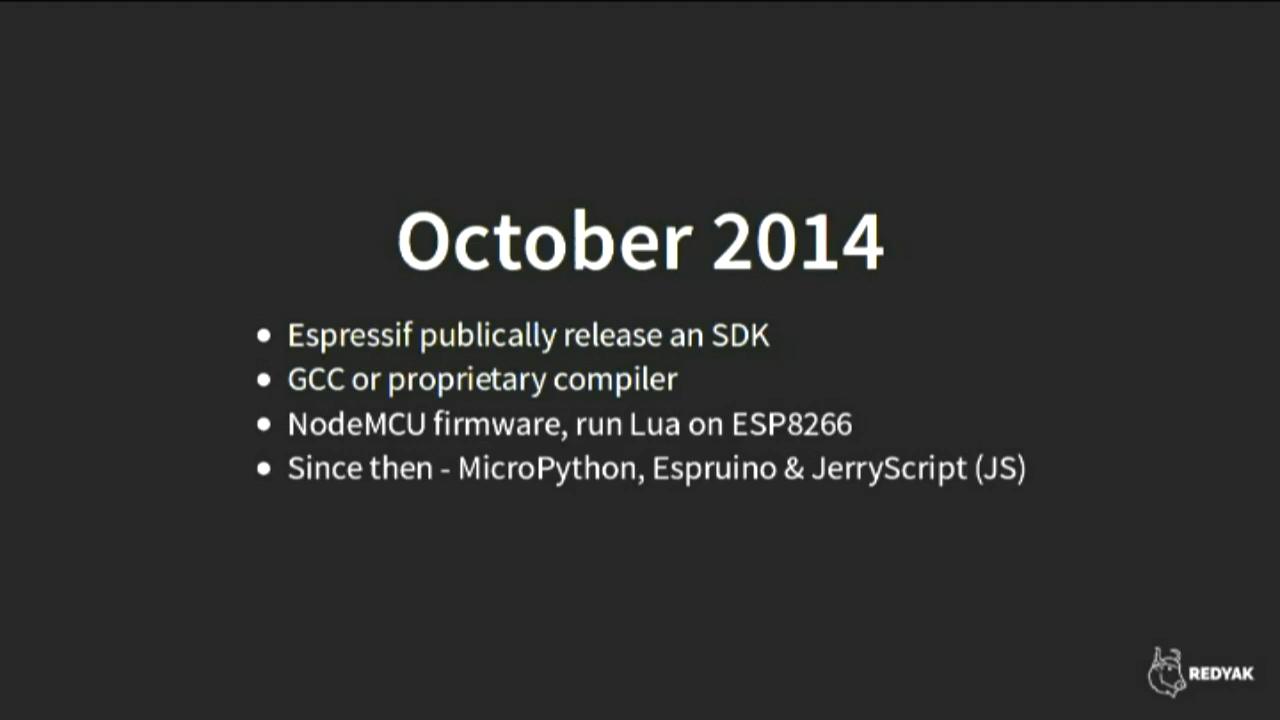 October 2014
• Espressif publically release an SDK
• GCC or proprietary compiler
• NodeMCU firmware, run Lua on ESP8266
• Since then - MicroPython, Espruino & JerryScript (JS)
REDYAK